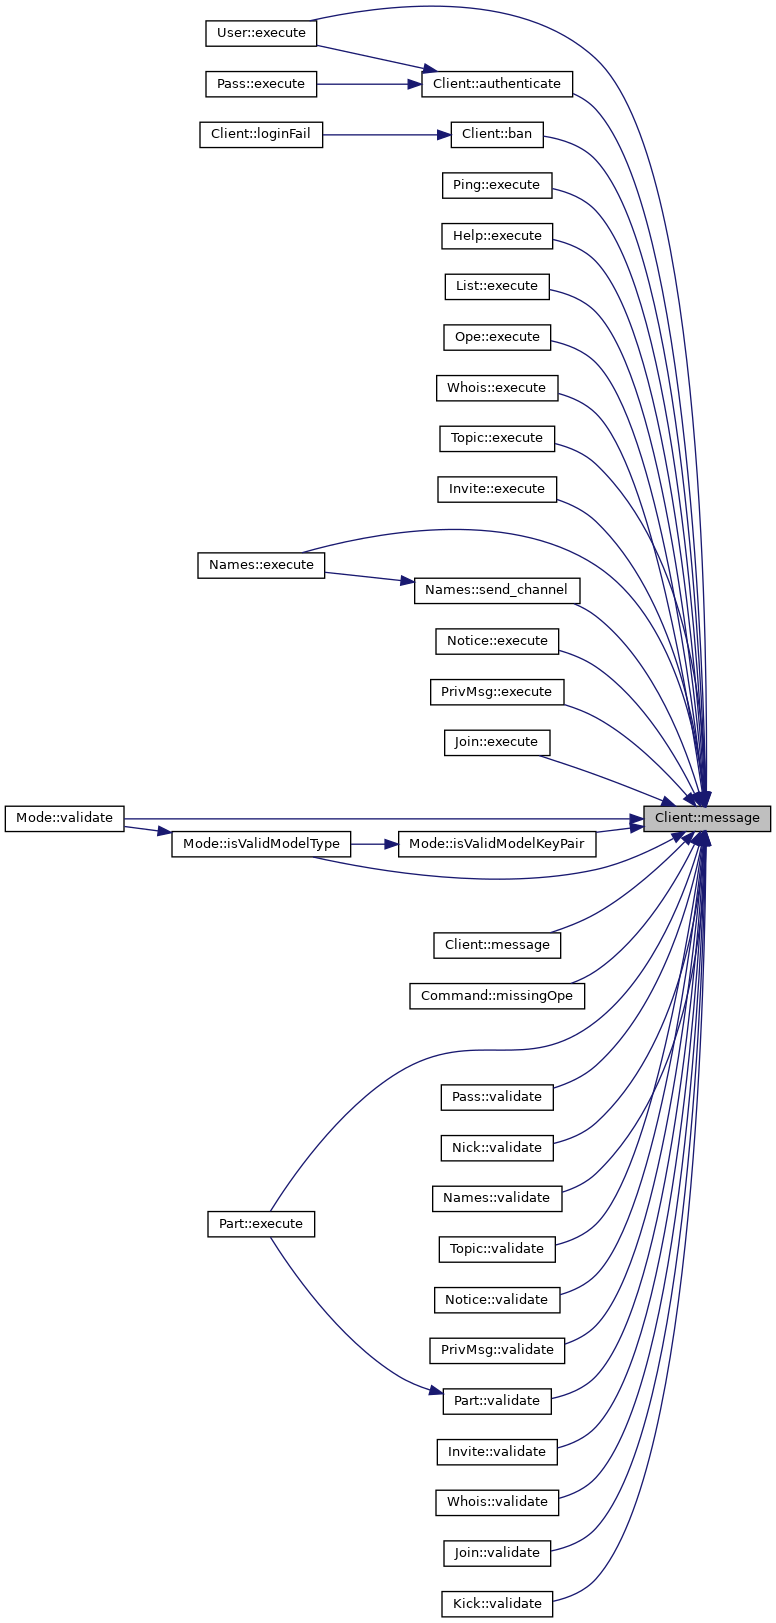 User::execute
Client::authenticate
Pass::execute
Client::loginFail
Client::ban
Ping::execute
Help::execute
List::execute
Ope::execute
Whois::execute
Topic::execute
Invite::execute
Names::execute
Names::send_channel
Notice::execute
PrivMsg::execute
Join::execute
Mode::validate
Client::message
Mode::isValidModelType
Mode::isValidModelKeyPair
Client::message
Command::missingOpe
Pass::validate
Nick::validate
Names::validate
Part::execute
Topic::validate
Notice::validate
PrivMsg::validate
Part::validate
Invite::validate
Whois::validate
Join::validate
Kick::validate